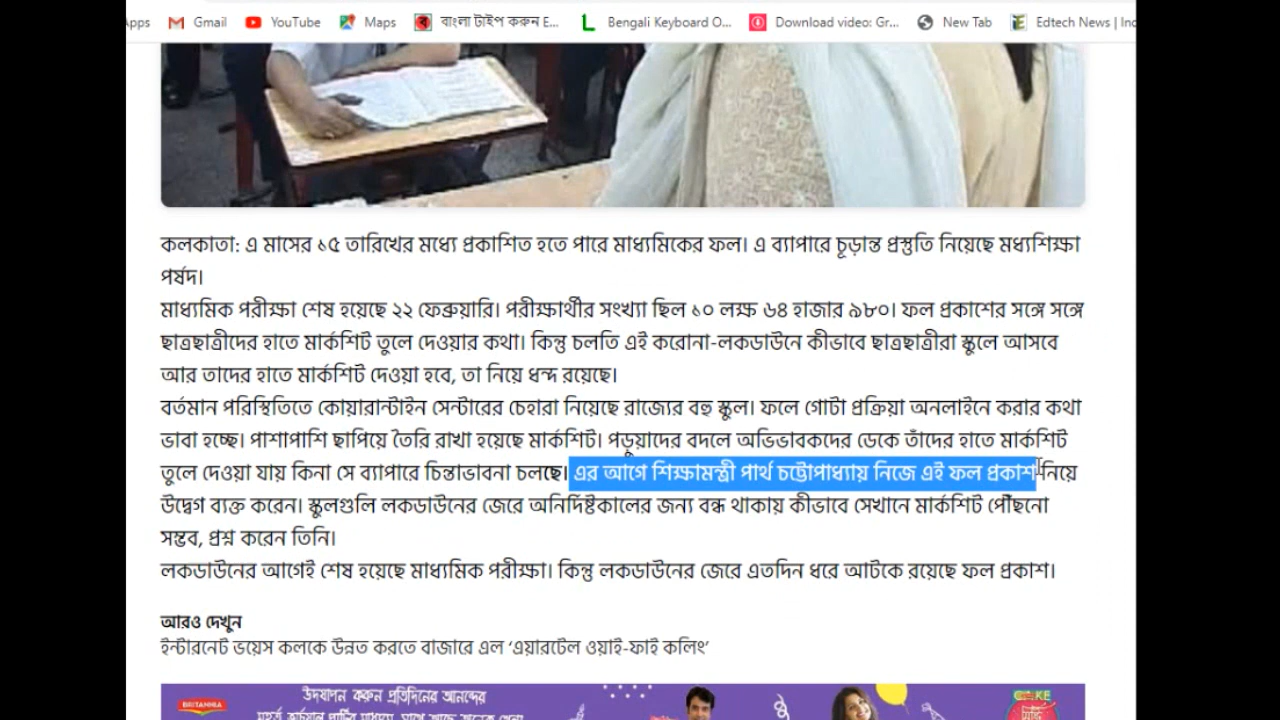 Apps Gmail YouTube Maps বাংলা টাইপ করুন E... Bengali Keyboard O... Download video: Gr... New Tab Edtech News | Ind
কলকাতা: এ মাসের ১৫ তারিখের মধ্যে প্রকাশিত হতে পারে মাধ্যমিকের ফল। এ ব্যাপারে চূড়ান্ত প্রস্তুতি নিয়েছে মধ্যশিক্ষা
পর্ষদ।
মাধ্যমিক পরীক্ষা শেষ হয়েছে ২২ ফেব্রুয়ারি। পরীক্ষার্থীর সংখ্যা ছিল ১০ লক্ষ ৬৪ হাজার ৯৮০। ফল প্রকাশের সঙ্গে সঙ্গে
ছাত্রছাত্রীদের হাতে মার্কশিট তুলে দেওয়ার কথা। কিন্তু চলতি এই করোনা-লকডাউনে কীভাবে ছাত্রছাত্রীরা স্কুলে আসবে
আর তাদের হাতে মার্কশিট দেওয়া হবে, তা নিয়ে ধন্দ রয়েছে।
বর্তমান পরিস্থিতিতে কোয়ারান্টাইন সেন্টারের চেহারা নিয়েছে রাজ্যের বহু স্কুল। ফলে গোটা প্রক্রিয়া অনলাইনে করার কথা
ভাবা হচ্ছে। পাশাপাশি ছাপিয়ে তৈরি রাখা হয়েছে মার্কশিট। পড়ুয়াদের বদলে অভিভাবকদের ডেকে তাঁদের হাতে মার্কশিট
তুলে দেওয়া যায় কিনা সে ব্যাপারে চিন্তাভাবনা চলছে। এর আগে শিক্ষামন্ত্রী পার্থ চট্টোপাধ্যায় নিজে এই ফল প্রকাশ নিয়ে
উদ্বেগ ব্যক্ত করেন। স্কুলগুলি লকডাউনের জেরে অনির্দিষ্টকালের জন্য বন্ধ থাকায় কীভাবে সেখানে মার্কশিট পৌঁছনো
সম্ভব, প্রশ্ন করেন তিনি।
লকডাউনের আগেই শেষ হয়েছে মাধ্যমিক পরীক্ষা। কিন্তু লকডাউনের জেরে এতদিন ধরে আটকে রয়েছে ফল প্রকাশ।
আরও দেখুন
ইন্টারনেট ভয়েস কলকে উন্নত করতে বাজারে এল ‘এয়ারটেল ওয়াই-ফাই কলিং’
উদযাপন করুন প্রতিদিনের আনন্দের
BRITANNIA